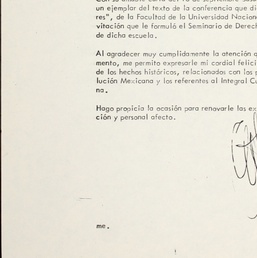 un ejemplar del texto de la conferencia que di
res", de la Facultad de la Universidad Nacion
vitación que le formuló el Seminario de Derech
de dicha escuela.
Al agradecer muy cumplidamente la atención q
mento, me permito expresarle mi cordial felici
de los hechos históricos, relacionados con los p
lución Mexicana y los referentes al Integral Cu
na.
Hago propicia la ocasión para renovarle las ex
ción y personal afecto.
me.